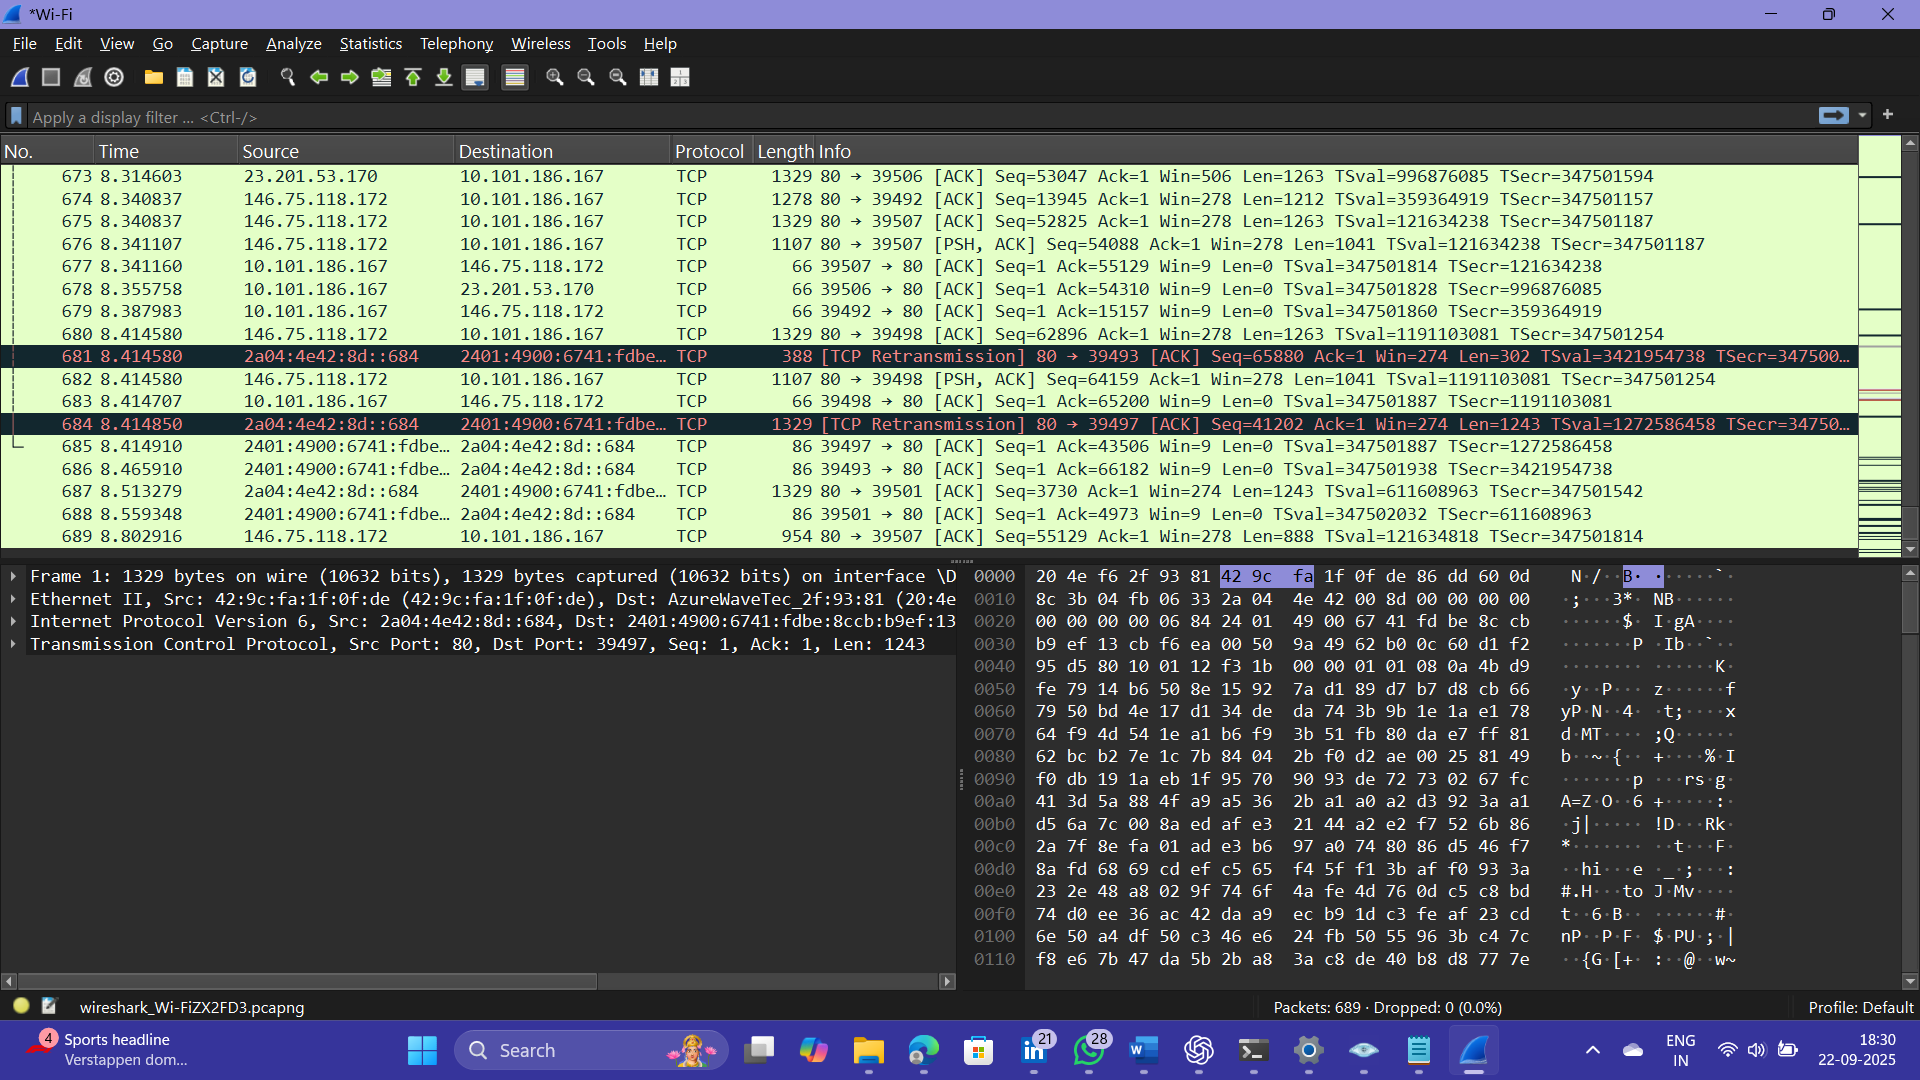 *Wi-Fi
File Edit View Go Capture Analyze Statistics Telephony Wireless Tools Help
Apply a display filter … <Ctrl-/>
No. Time Source Destination Protocol Length Info
673 8.314603 23.201.53.170 10.101.186.167 TCP 1329 80 → 39506 [ACK] Seq=53047 Ack=1 Win=506 Len=1263 TSval=996876085 TSecr=347501594
674 8.340837 146.75.118.172 10.101.186.167 TCP 1278 80 → 39492 [ACK] Seq=13945 Ack=1 Win=278 Len=1212 TSval=359364919 TSecr=347501157
675 8.340837 146.75.118.172 10.101.186.167 TCP 1329 80 → 39507 [ACK] Seq=52825 Ack=1 Win=278 Len=1263 TSval=121634238 TSecr=347501187
676 8.341107 146.75.118.172 10.101.186.167 TCP 1107 80 → 39507 [PSH, ACK] Seq=54088 Ack=1 Win=278 Len=1041 TSval=121634238 TSecr=347501187
677 8.341160 10.101.186.167 146.75.118.172 TCP 66 39507 → 80 [ACK] Seq=1 Ack=55129 Win=9 Len=0 TSval=347501814 TSecr=121634238
678 8.355758 10.101.186.167 23.201.53.170 TCP 66 39506 → 80 [ACK] Seq=1 Ack=54310 Win=9 Len=0 TSval=347501828 TSecr=996876085
679 8.387983 10.101.186.167 146.75.118.172 TCP 66 39492 → 80 [ACK] Seq=1 Ack=15157 Win=9 Len=0 TSval=347501860 TSecr=359364919
680 8.414580 146.75.118.172 10.101.186.167 TCP 1329 80 → 39498 [ACK] Seq=62896 Ack=1 Win=278 Len=1263 TSval=1191103081 TSecr=347501254
681 8.414580 2a04:4e42:8d::684 2401:4900:6741:fdbe… TCP 388 [TCP Retransmission] 80 → 39493 [ACK] Seq=65880 Ack=1 Win=274 Len=302 TSval=3421954738 TSecr=347500…
682 8.414580 146.75.118.172 10.101.186.167 TCP 1107 80 → 39498 [PSH, ACK] Seq=64159 Ack=1 Win=278 Len=1041 TSval=1191103081 TSecr=347501254
683 8.414707 10.101.186.167 146.75.118.172 TCP 66 39498 → 80 [ACK] Seq=1 Ack=65200 Win=9 Len=0 TSval=347501887 TSecr=1191103081
684 8.414850 2a04:4e42:8d::684 2401:4900:6741:fdbe… TCP 1329 [TCP Retransmission] 80 → 39497 [ACK] Seq=41202 Ack=1 Win=274 Len=1243 TSval=1272586458 TSecr=34750…
685 8.414910 2401:4900:6741:fdbe… 2a04:4e42:8d::684 TCP 86 39497 → 80 [ACK] Seq=1 Ack=43506 Win=9 Len=0 TSval=347501887 TSecr=1272586458
686 8.465910 2401:4900:6741:fdbe… 2a04:4e42:8d::684 TCP 86 39493 → 80 [ACK] Seq=1 Ack=66182 Win=9 Len=0 TSval=347501938 TSecr=3421954738
687 8.513279 2a04:4e42:8d::684 2401:4900:6741:fdbe… TCP 1329 80 → 39501 [ACK] Seq=3730 Ack=1 Win=274 Len=1243 TSval=611608963 TSecr=347501542
688 8.559348 2401:4900:6741:fdbe… 2a04:4e42:8d::684 TCP 86 39501 → 80 [ACK] Seq=1 Ack=4973 Win=9 Len=0 TSval=347502032 TSecr=611608963
689 8.802916 146.75.118.172 10.101.186.167 TCP 954 80 → 39507 [ACK] Seq=55129 Ack=1 Win=278 Len=888 TSval=121634818 TSecr=347501814
Frame 1: 1329 bytes on wire (10632 bits), 1329 bytes captured (10632 bits) on interface \D
Ethernet II, Src: 42:9c:fa:1f:0f:de (42:9c:fa:1f:0f:de), Dst: AzureWaveTec_2f:93:81 (20:4e
Internet Protocol Version 6, Src: 2a04:4e42:8d::684, Dst: 2401:4900:6741:fdbe:8ccb:b9ef:13
Transmission Control Protocol, Src Port: 80, Dst Port: 39497, Seq: 1, Ack: 1, Len: 1243
0000 20 4e f6 2f 93 81 42 9c fa 1f 0f de 86 dd 60 0d N·/··B·· ······`·
0010 8c 3b 04 fb 06 33 2a 04 4e 42 00 8d 00 00 00 00 ·;···3*· NB······
0020 00 00 00 00 06 84 24 01 49 00 67 41 fd be 8c cb ······$· I·gA····
0030 b9 ef 13 cb f6 ea 00 50 9a 49 62 b0 0c 60 d1 f2 ·······P ·Ib··`··
0040 95 d5 80 10 01 12 f3 1b 00 00 01 01 08 0a 4b d9 ········ ······K·
0050 fe 79 14 b6 50 8e 15 92 7a d1 89 d7 b7 d8 cb 66 ·y··P··· z······f
0060 79 50 bd 4e 17 d1 34 de da 74 3b 9b 1e 1a e1 78 yP·N··4· ·t;····x
0070 64 f9 4d 54 1e a1 b6 f9 3b 51 fb 80 da e7 ff 81 d·MT···· ;Q······
0080 62 bc b2 7e 1c 7b 84 04 2b f0 d2 ae 00 25 81 49 b··~·{·· +····%·I
0090 f0 db 19 1a eb 1f 95 70 90 93 de 72 73 02 67 fc ·······p ···rs·g·
00a0 41 3d 5a 88 4f a9 a5 36 2b a1 a0 a2 d3 92 3a a1 A=Z·O··6 +·····:·
00b0 d5 6a 7c 00 8a ed af e3 21 44 a2 e2 f7 52 6b 86 ·j|····· !D···Rk·
00c0 2a 7f 8e fa 01 ad e3 b6 97 a0 74 80 86 d5 46 f7 *······· ··t···F·
00d0 8a fd 68 69 cd ef c5 65 f4 5f f1 3b af f0 93 3a ··hi···e ·_·;···:
00e0 23 2e 48 a8 02 9f 74 6f 4a fe 4d 76 0d c5 c8 bd #.H···to J·Mv····
00f0 74 d0 ee 36 ac 42 da a9 ec b9 1d c3 fe af 23 cd t··6·B·· ······#·
0100 6e 50 a4 df 50 c3 46 e6 24 fb 50 55 96 3b c4 7c nP··P·F· $·PU·;·|
0110 f8 e6 7b 47 da 5b 2b a8 3a c8 de 40 b8 d8 77 7e ··{G·[+· :··@··w~
wireshark_Wi-FiZX2FD3.pcapng
Packets: 689 · Dropped: 0 (0.0%)
Profile: Default
4
Sports headline
Verstappen dom...
Search
21
28
ENG
IN
18:30
22-09-2025